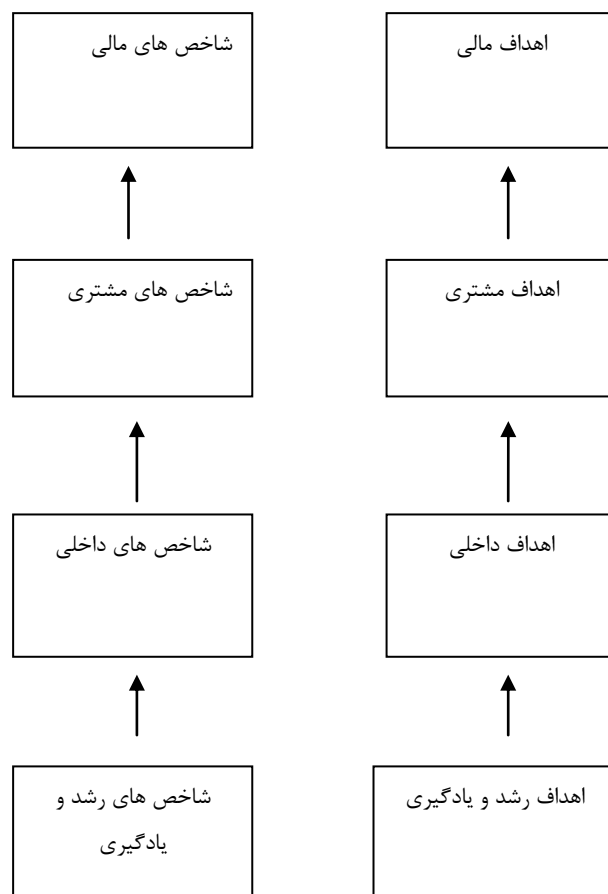 اهداف مالی
شاخص های مالی
اهداف مشتری
شاخص های مشتری
اهداف داخلی
شاخص های داخلی
اهداف رشد و یادگیری
شاخص های رشد و
یادگیری